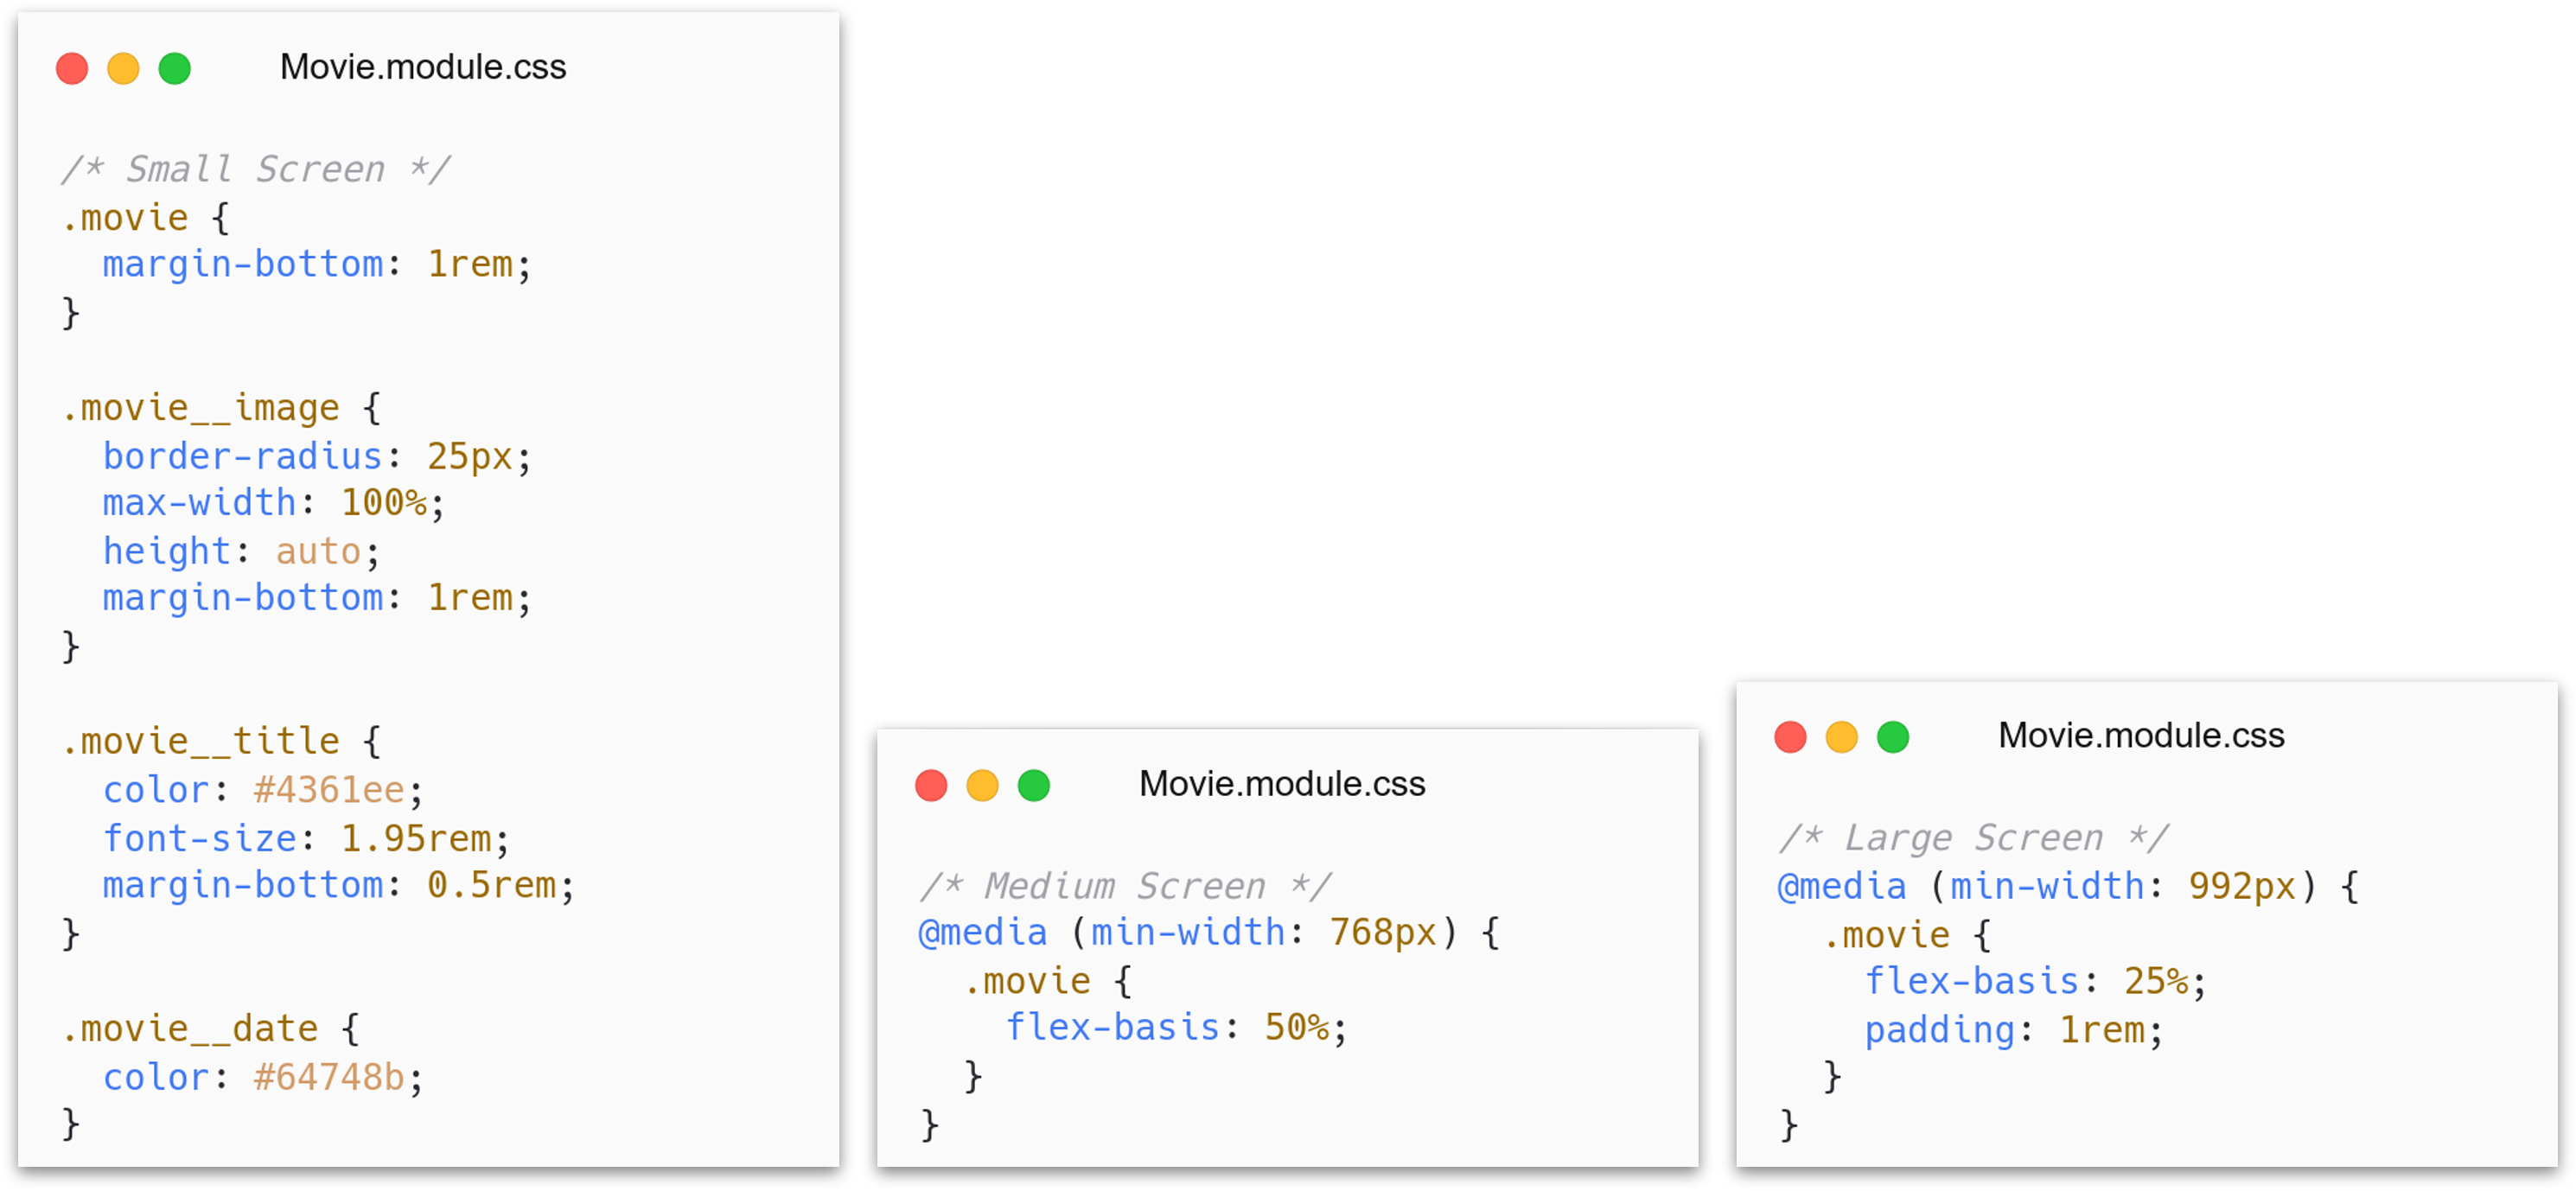 Movie.module.css
/* Small Screen */
.movie {
  margin-bottom: 1rem;
}
.movie__image {
  border-radius: 25px;
  max-width: 100%;
  height: auto;
  margin-bottom: 1rem;
}
.movie__title {
  color: #4361ee;
  font-size: 1.95rem;
  margin-bottom: 0.5rem;
}
.movie__date {
  color: #64748b;
}
Movie.module.css
/* Medium Screen */
@media (min-width: 768px) {
  .movie {
    flex-basis: 50%;
  }
}
Movie.module.css
/* Large Screen */
@media (min-width: 992px) {
  .movie {
    flex-basis: 25%;
    padding: 1rem;
  }
}